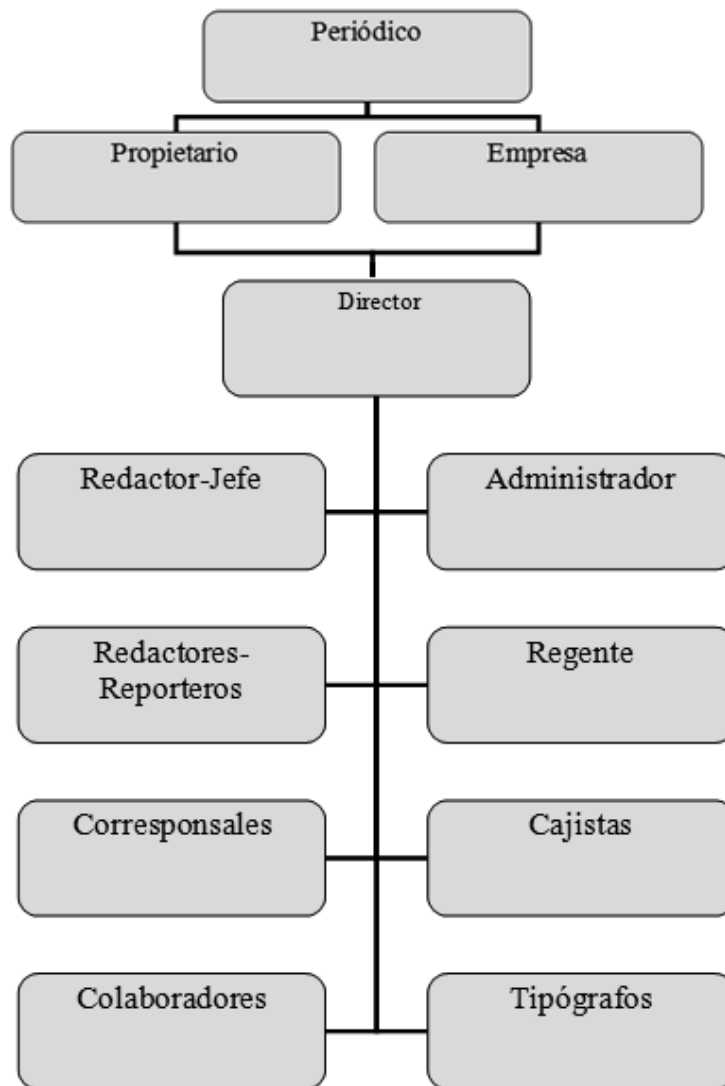 Periódico
Propietario
Empresa
Director
Redactor-Jefe
Administrador
Redactores-
Reporteros
Regente
Corresponsales
Cajistas
Colaboradores
Tipógrafos